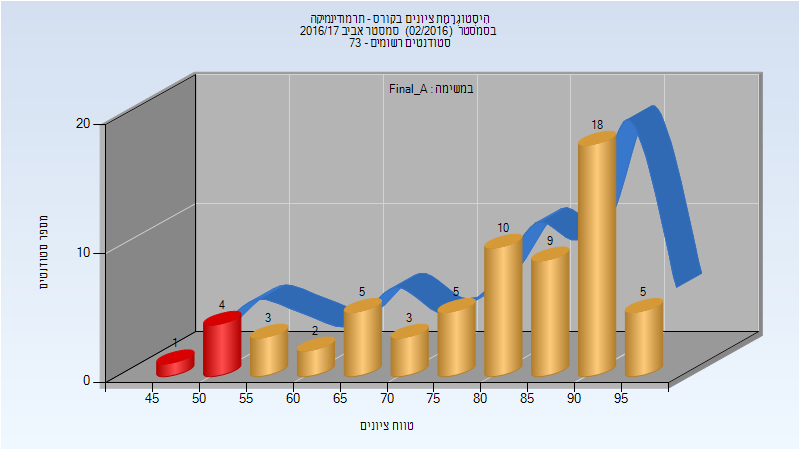 היסטוגרמת ציונים בקורס - תרמודינמיקה
בסמסטר (02/2016) סמסטר אביב 2016/17
סטודנטים רשומים - 73
במשימה : Final_A
מספר סטודנטים
20
10
0
1
4
3
2
5
3
5
10
9
18
5
45 50 55 60 65 70 75 80 85 90 95
טווח ציונים